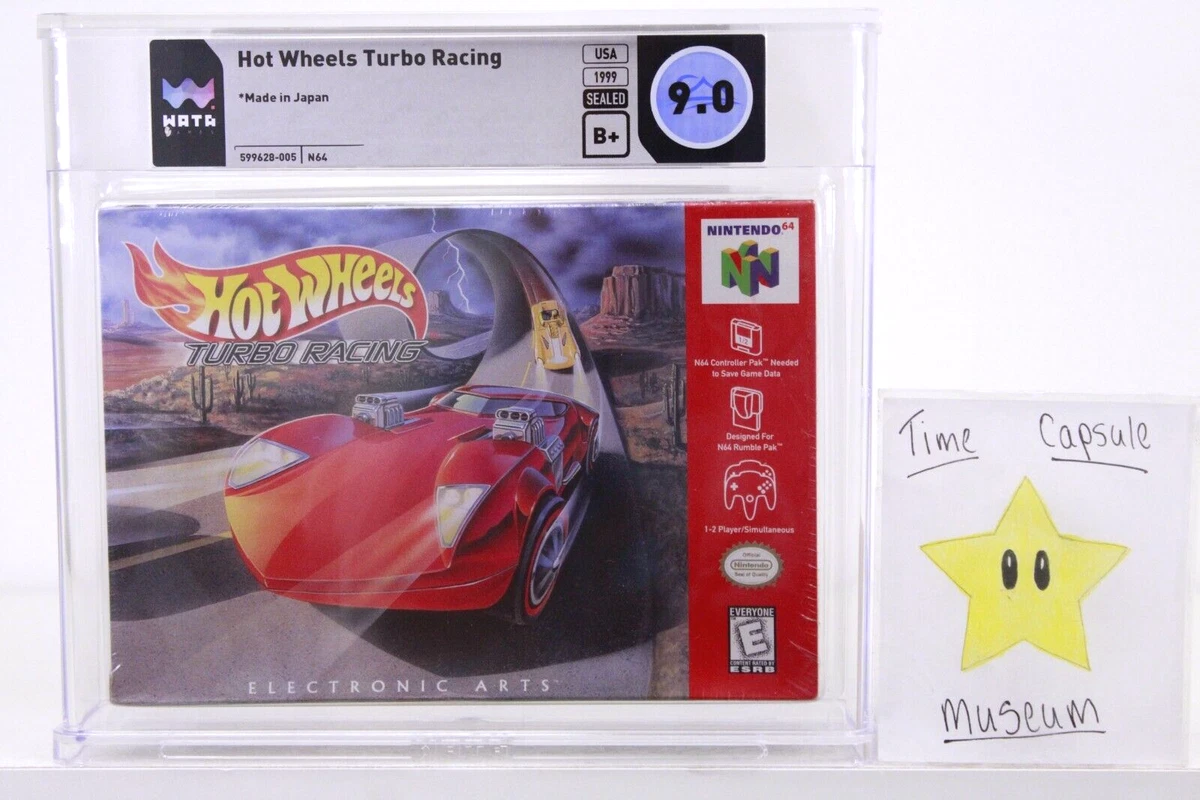 WATA
Hot Wheels Turbo Racing
*Made in Japan
599628-005 N64
USA
1999
SEALED
B+
9.0
HOT WHEELS
TURBO RACING
ELECTRONIC ARTS™
NINTENDO64
N64 Controller Pak™ Needed
to Save Game Data
Designed For
N64 Rumble Pak™
1-2 Player/Simultaneous
Official
Nintendo
Seal of Quality
EVERYONE
E
CONTENT RATED BY
ESRB
Time Capsule
Museum